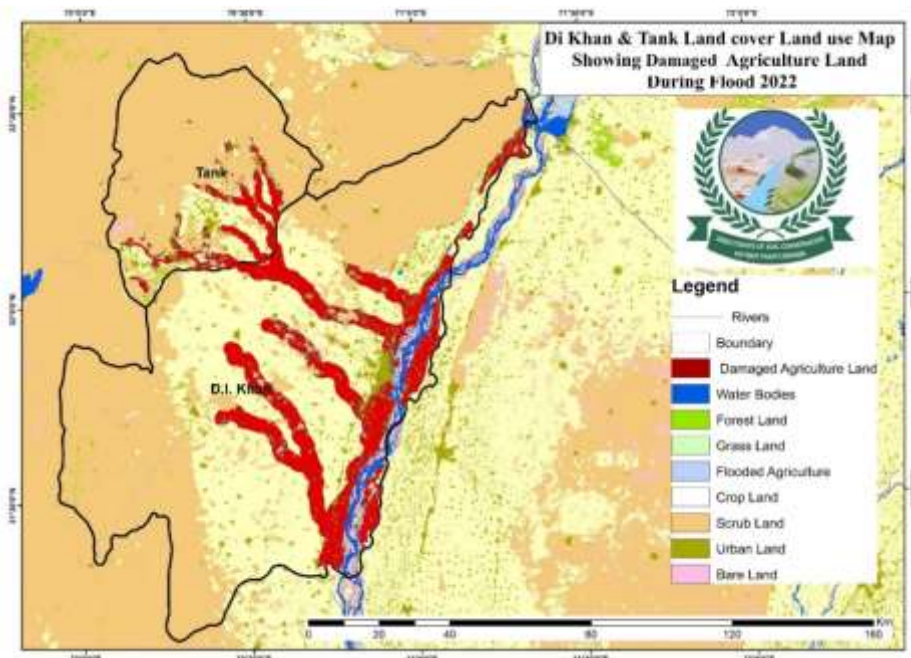 Di Khan & Tank Land cover Land use Map
Showing Damaged Agriculture Land
During Flood 2022
Tank
D.I. Khan
Legend
Rivers
Boundary
Damaged Agriculture Land
Water Bodies
Forest Land
Grass Land
Flooded Agriculture
Crop Land
Scrub Land
Urban Land
Bare Land
0 10 20 40 80 120 160
Km